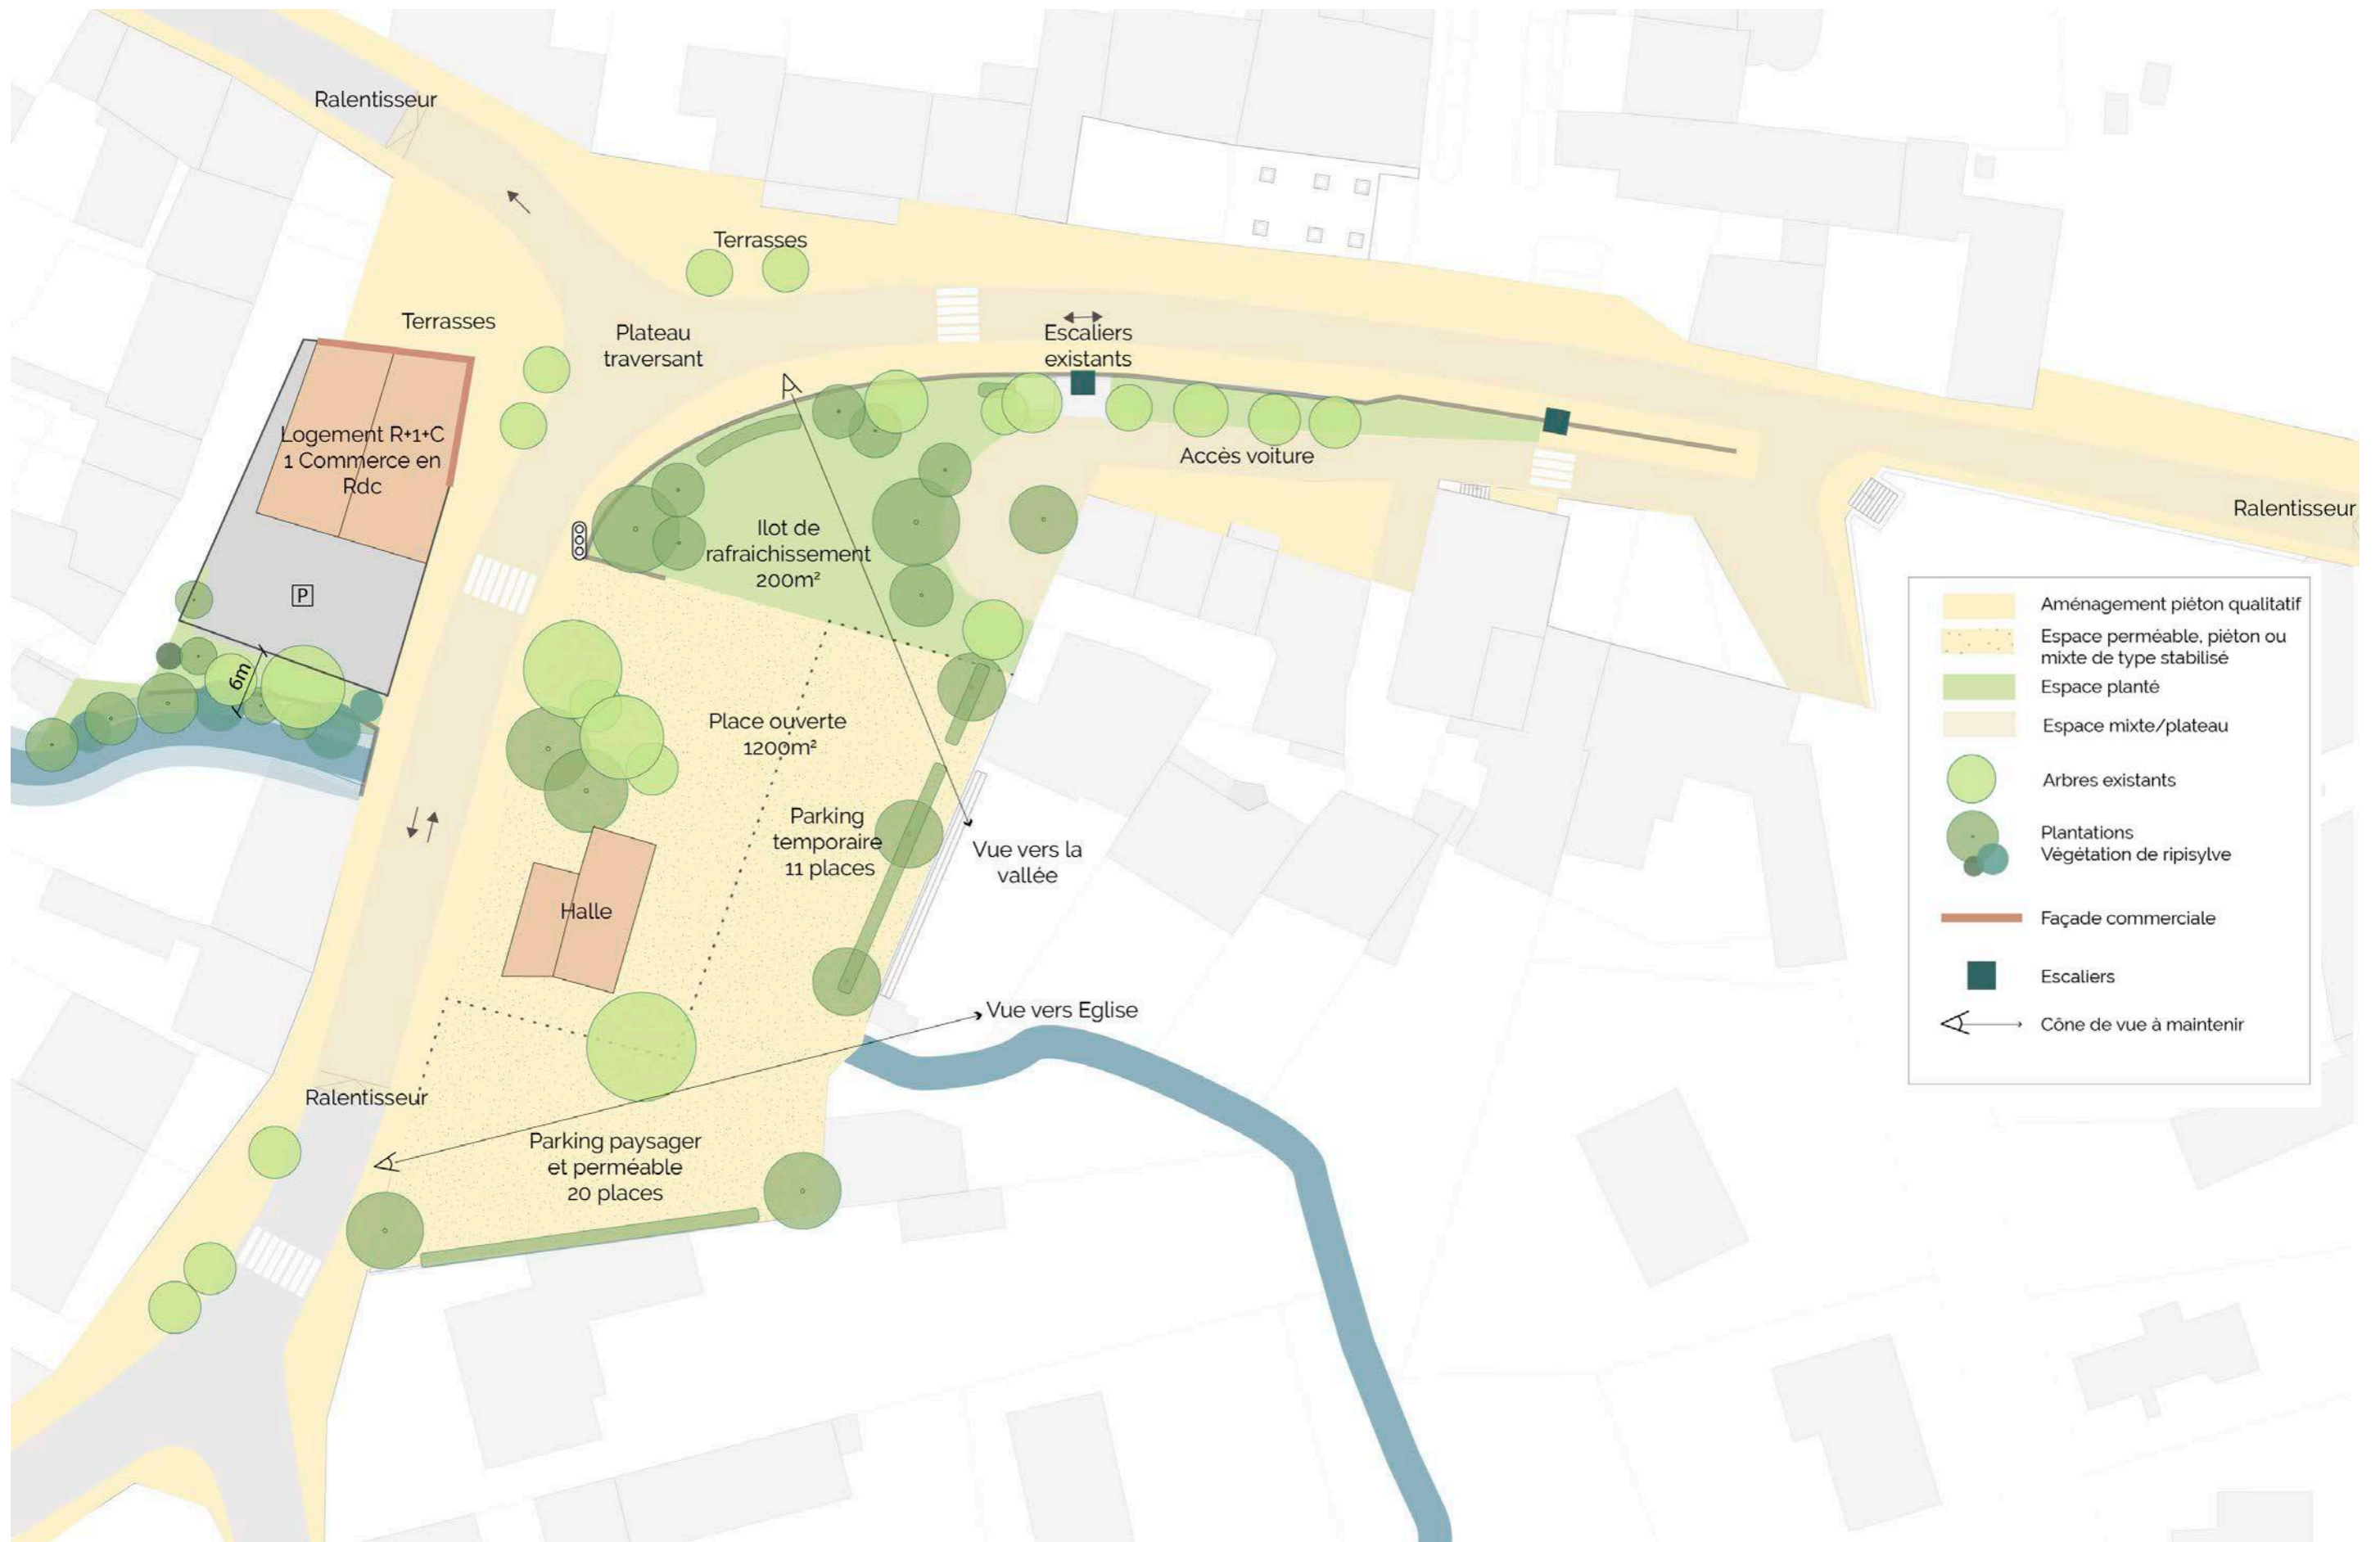 Ralentisseur
Terrasses
Terrasses
Plateau
traversant
Escaliers
existants
Logement R+1+C
1 Commerce en
Rdc
Accès voiture
Ralentisseur
Ilot de
rafraichissement
200m²
P
6m
Place ouverte
1200m²
Parking
temporaire
11 places
Vue vers la
vallée
Halle
Vue vers Eglise
Ralentisseur
Parking paysager
et perméable
20 places
Aménagement piéton qualitatif
Espace perméable, piéton ou
mixte de type stabilisé
Espace planté
Espace mixte/plateau
Arbres existants
Plantations
Végétation de ripisylve
Façade commerciale
Escaliers
Cône de vue à maintenir